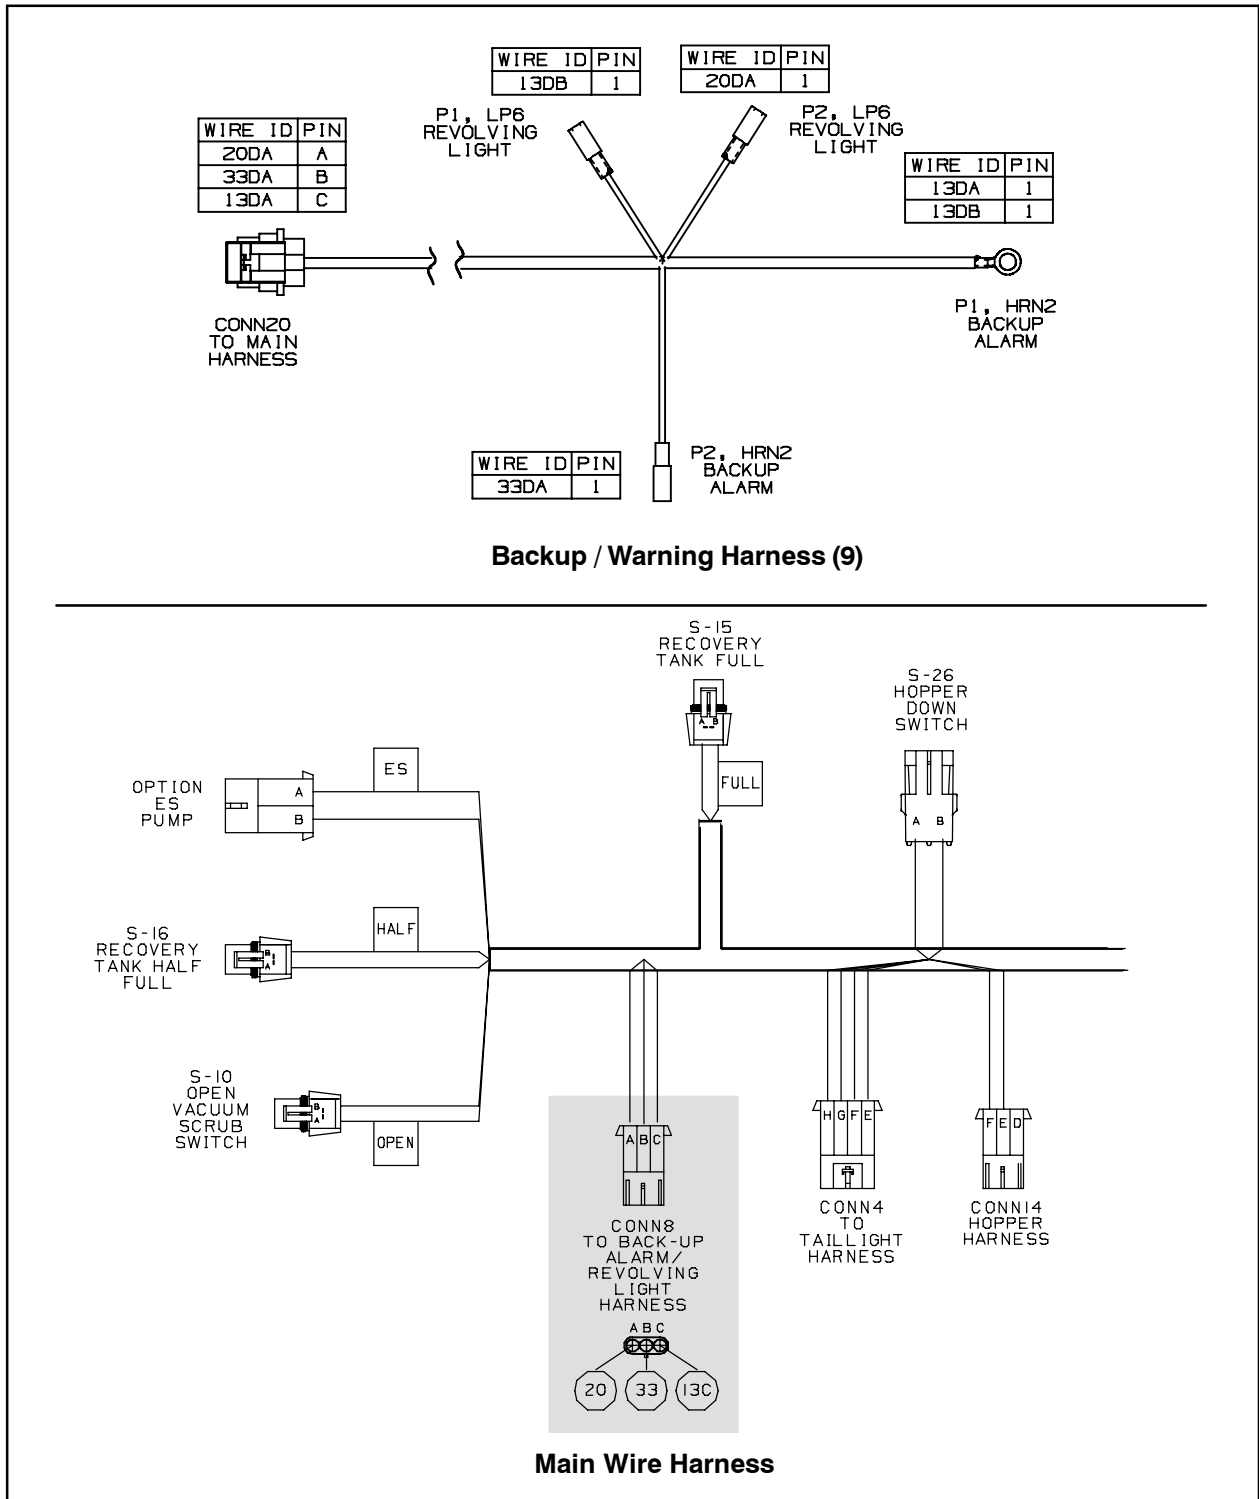 WIRE ID PIN
13DB 1
P1, LP6
REVOLVING
LIGHT
WIRE ID PIN
20DA 1
P2, LP6
REVOLVING
LIGHT
WIRE ID PIN
20DA A
33DA B
13DA C
CONN20
TO MAIN
HARNESS
WIRE ID PIN
13DA 1
13DB 1
P1, HRN2
BACKUP
ALARM
WIRE ID PIN
33DA 1
P2, HRN2
BACKUP
ALARM
Backup / Warning Harness (9)
S-15
RECOVERY
TANK FULL
A B
FULL
S-26
HOPPER
DOWN
SWITCH
A B
OPTION
ES
PUMP
A
B
ES
S-16
RECOVERY
TANK HALF
FULL
B
A
HALF
S-10
OPEN
VACUUM
SCRUB
SWITCH
B
A
OPEN
A B C
CONN8
TO BACK-UP
ALARM/
REVOLVING
LIGHT
HARNESS
A B C
20 33 13C
H G F E
CONN4
TO
TAILLIGHT
HARNESS
F E D
CONN14
HOPPER
HARNESS
Main Wire Harness